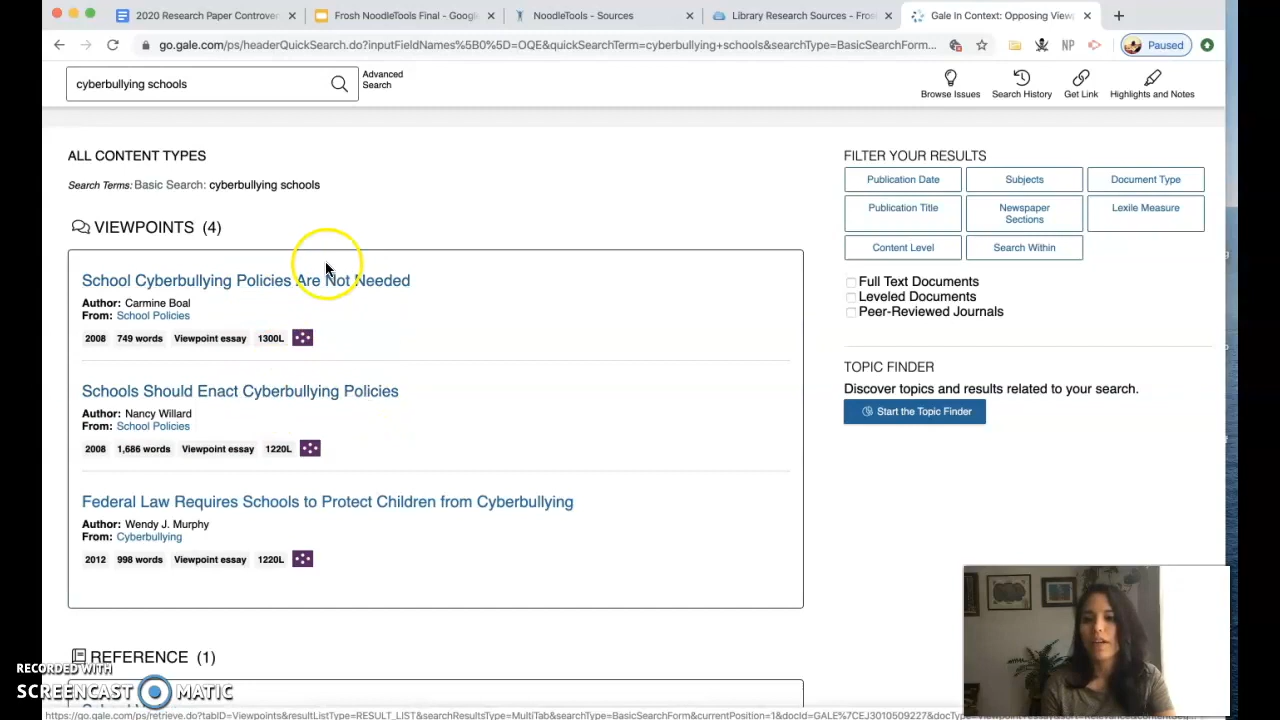 2020 Research Paper Controver
Frosh NoodleTools Final - Google
NoodleTools - Sources
Library Research Sources - Fros
Gale In Context: Opposing View
go.gale.com/ps/headerQuickSearch.do?inputFieldNames%5B0%5D=OQE&quickSearchTerm=cyberbullying+schools&searchType=BasicSearchForm...
NP
Paused
cyberbullying schools
Advanced
Search
Browse Issues
Search History
Get Link
Highlights and Notes
ALL CONTENT TYPES
Search Terms: Basic Search: cyberbullying schools
VIEWPOINTS (4)
School Cyberbullying Policies Are Not Needed
Author: Carmine Boal
From: School Policies
2008 749 words Viewpoint essay 1300L
Schools Should Enact Cyberbullying Policies
Author: Nancy Willard
From: School Policies
2008 1,686 words Viewpoint essay 1220L
Federal Law Requires Schools to Protect Children from Cyberbullying
Author: Wendy J. Murphy
From: Cyberbullying
2012 998 words Viewpoint essay 1220L
REFERENCE (1)
FILTER YOUR RESULTS
Publication Date
Subjects
Document Type
Publication Title
Newspaper
Sections
Lexile Measure
Content Level
Search Within
Full Text Documents
Leveled Documents
Peer-Reviewed Journals
TOPIC FINDER
Discover topics and results related to your search.
Start the Topic Finder
RECORDED WITH
SCREENCAST MATIC